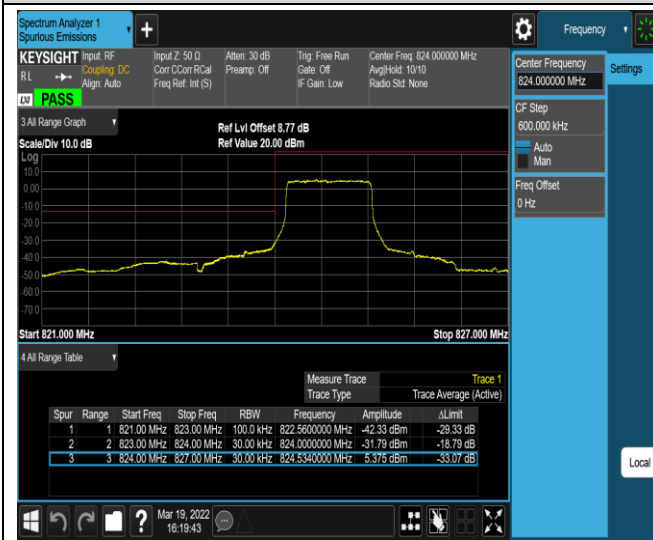 Spectrum Analyzer 1
Spurious Emissions
+
Frequency
KEYSIGHT
Input: RF
Input Z: 50 Ω
Atten: 30 dB
Trig: Free Run
Center Freq: 824.000000 MHz
RL
Coupling: DC
Corr CCorr RCal
Preamp: Off
Gate: Off
Avg|Hold: 10/10
Align: Auto
Freq Ref: Int (S)
IF Gain: Low
Radio Std: None
LXI
PASS
3 All Range Graph
Ref Lvl Offset 8.77 dB
Scale/Div 10.0 dB
Ref Value 20.00 dBm
Log
10.0
0.00
-10.0
-20.0
-30.0
-40.0
-50.0
-60.0
-70.0
Start 821.000 MHz
Stop 827.000 MHz
4 All Range Table
Measure Trace Trace 1
Trace Type Trace Average (Active)
Spur Range Start Freq Stop Freq RBW Frequency Amplitude ΔLimit
1 1 821.00 MHz 823.00 MHz 100.0 kHz 822.5600000 MHz -42.33 dBm -29.33 dB
2 2 823.00 MHz 824.00 MHz 30.00 kHz 824.0000000 MHz -31.79 dBm -18.79 dB
3 3 824.00 MHz 827.00 MHz 30.00 kHz 824.5340000 MHz 5.375 dBm -33.07 dB
?
Mar 19, 2022
16:19:43
Center Frequency
824.000000 MHz
Settings
CF Step
600.000 kHz
Auto
Man
Freq Offset
0 Hz
Local